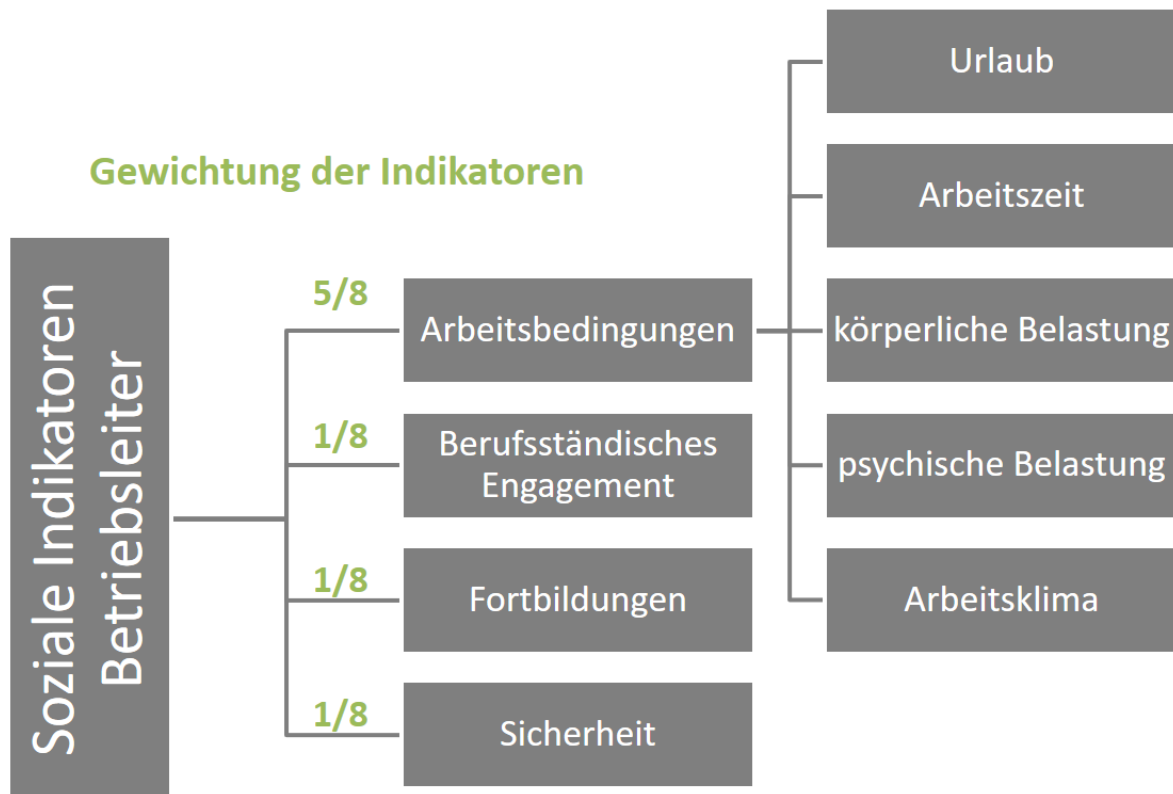 Gewichtung der Indikatoren
Soziale Indikatoren
Betriebsleiter
5/8
Arbeitsbedingungen
1/8
Berufsständisches
Engagement
1/8
Fortbildungen
1/8
Sicherheit
Urlaub
Arbeitszeit
körperliche Belastung
psychische Belastung
Arbeitsklima